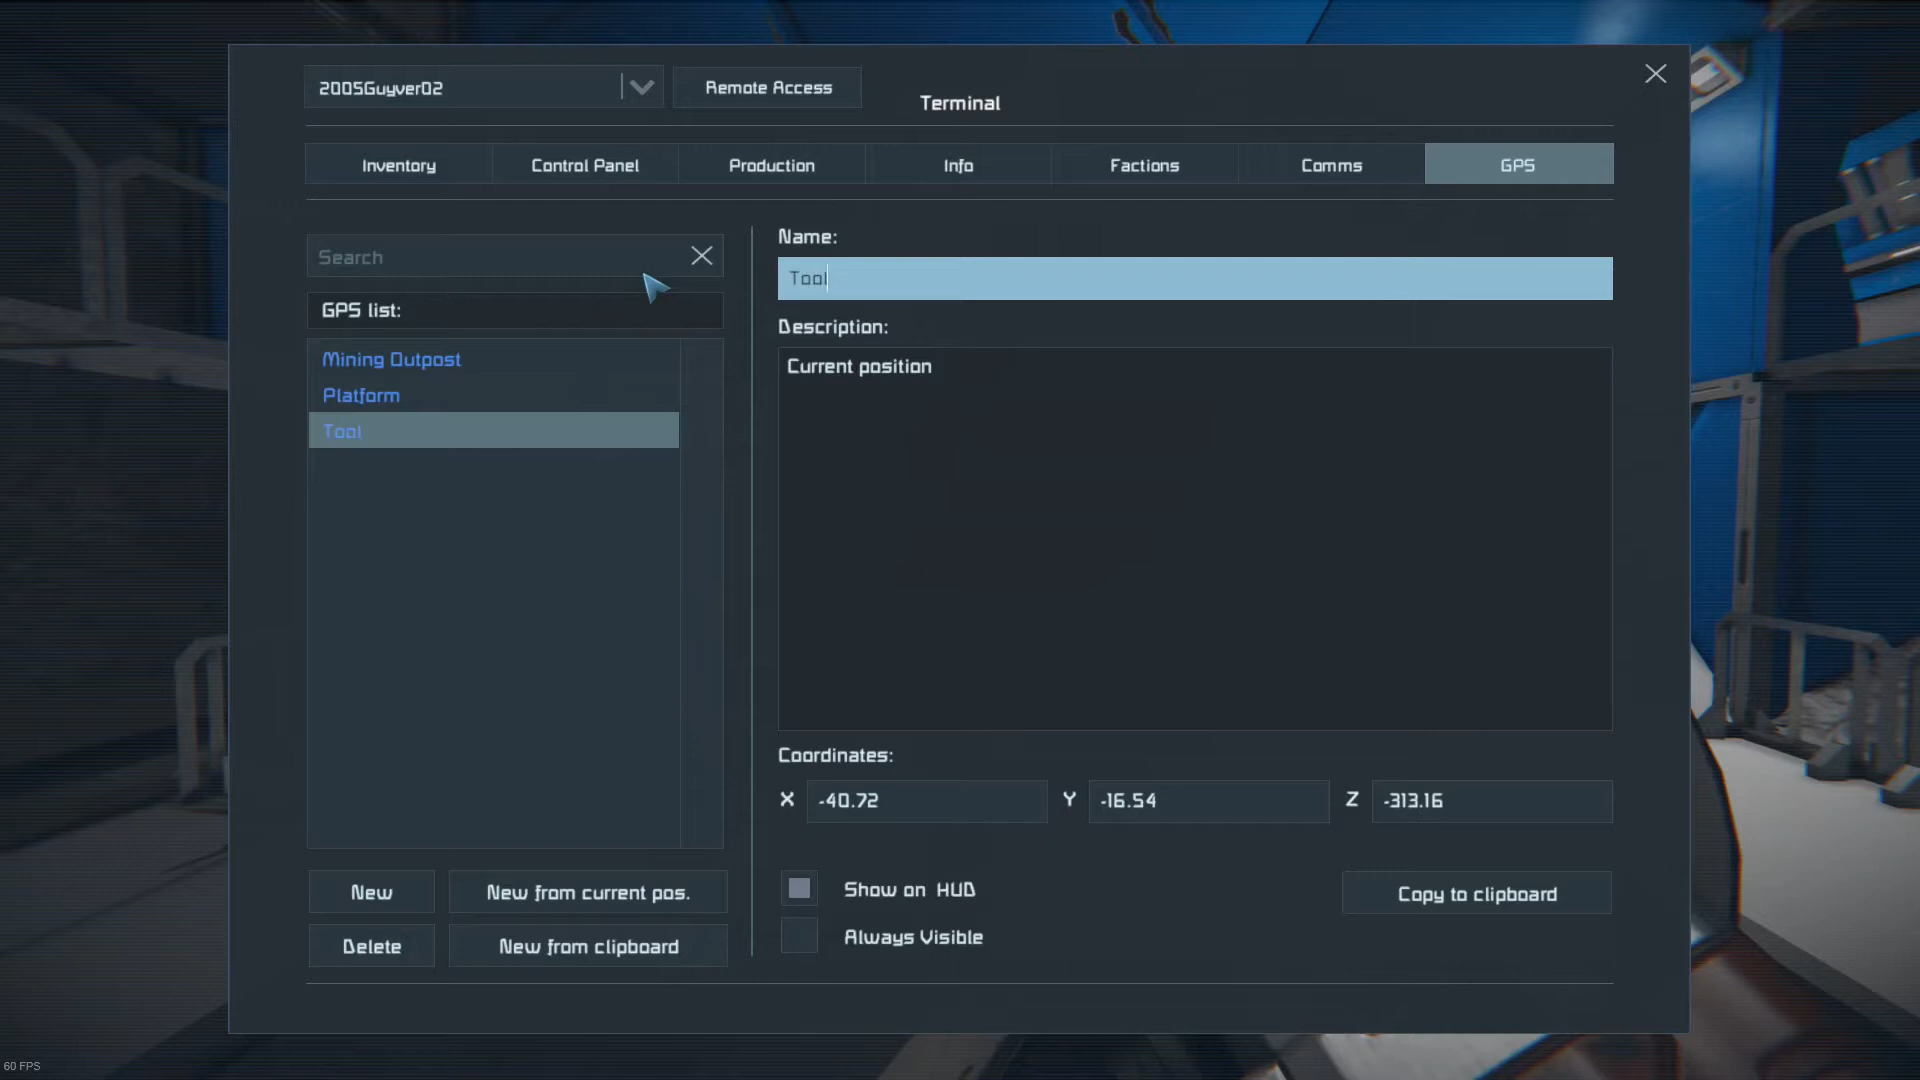 2005Guyver02
Remote Access
Terminal
Inventory
Control Panel
Production
Info
Factions
Comms
GPS
Search
GPS list:
Mining Outpost
Platform
Tool
New
New from current pos.
Delete
New from clipboard
Name:
Tool
Description:
Current position
Coordinates:
X -40.72 Y -16.54 Z -313.16
Show on HUD
Always Visible
Copy to clipboard
60 FPS